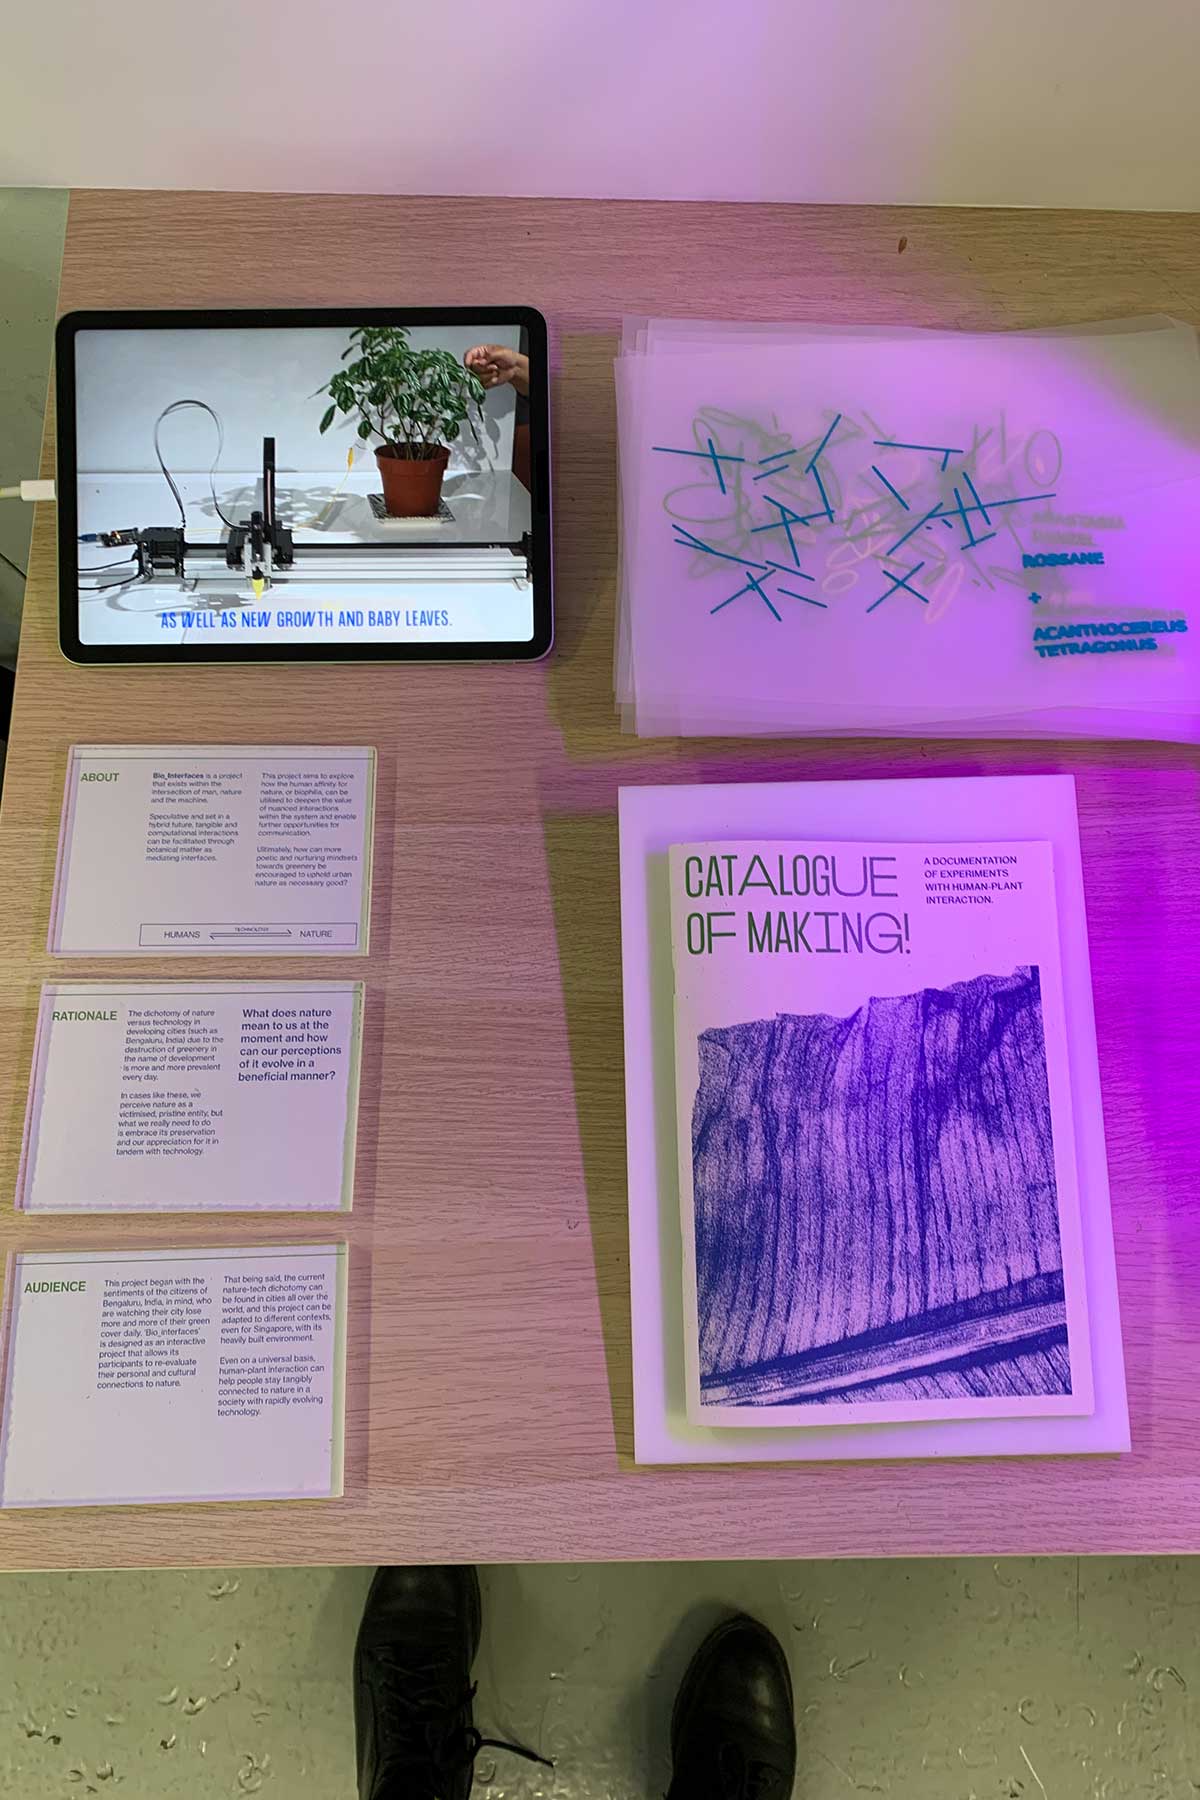 AS WELL AS NEW GROWTH AND BABY LEAVES.
ROSSANE
+
ACANTHOCEREUS
TETRAGONUS
ABOUT
Bio_Interfaces is a project
that exists within the
intersection of man, nature
and the machine.
Speculative and set in a
hybrid future, tangible and
computational interactions
can be facilitated through
botanical matter as
mediating interfaces.
This project aims to explore
how the human affinity for
nature, or biophilia, can be
utilised to deepen the value
of nuanced interactions
within the system and enable
further opportunities for
communication.
Ultimately, how can more
poetic and nurturing mindsets
towards greenery be
encouraged to uphold urban
nature as necessary good?
HUMANS
TECHNOLOGY
NATURE
CATALOGUE
OF MAKING!
A DOCUMENTATION
OF EXPERIMENTS
WITH HUMAN-PLANT
INTERACTION.
RATIONALE
The dichotomy of nature
versus technology in
developing cities (such as
Bengaluru, India) due to the
destruction of greenery in
the name of development
is more and more prevalent
every day.
In cases like these, we
perceive nature as a
victimised, pristine entity, but
what we really need to do
is embrace its preservation
and our appreciation for it in
tandem with technology.
What does nature
mean to us at the
moment and how
can our perceptions
of it evolve in a
beneficial manner?
AUDIENCE
This project began with the
sentiments of the citizens of
Bengaluru, India, in mind, who
are watching their city lose
more and more of their green
cover daily. 'Bio_interfaces'
is designed as an interactive
project that allows its
participants to re-evaluate
their personal and cultural
connections to nature.
That being said, the current
nature-tech dichotomy can
be found in cities all over the
world, and this project can be
adapted to different contexts,
even for Singapore, with its
heavily built environment.
Even on a universal basis,
human-plant interaction can
help people stay tangibly
connected to nature in a
society with rapidly evolving
technology.